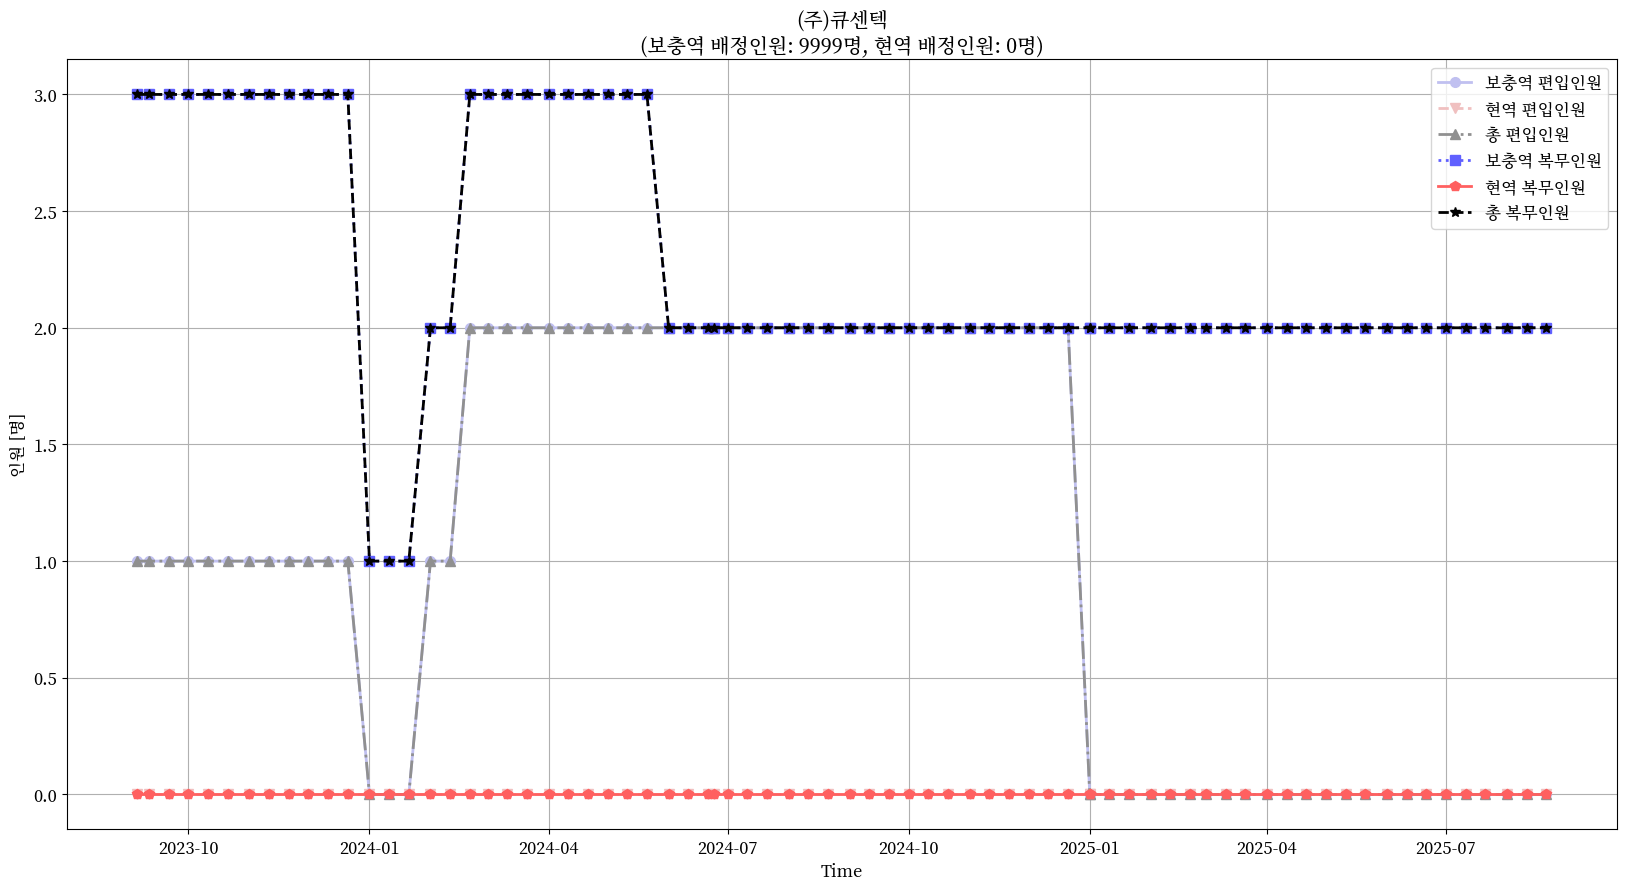 (주)큐센텍
(보충역 배정인원: 9999명, 현역 배정인원: 0명)
보충역 편입인원
현역 편입인원
총 편입인원
보충역 복무인원
현역 복무인원
총 복무인원
인원 [명]
3.0
2.5
2.0
1.5
1.0
0.5
0.0
2023-10
2024-01
2024-04
2024-07
2024-10
2025-01
2025-04
2025-07
Time